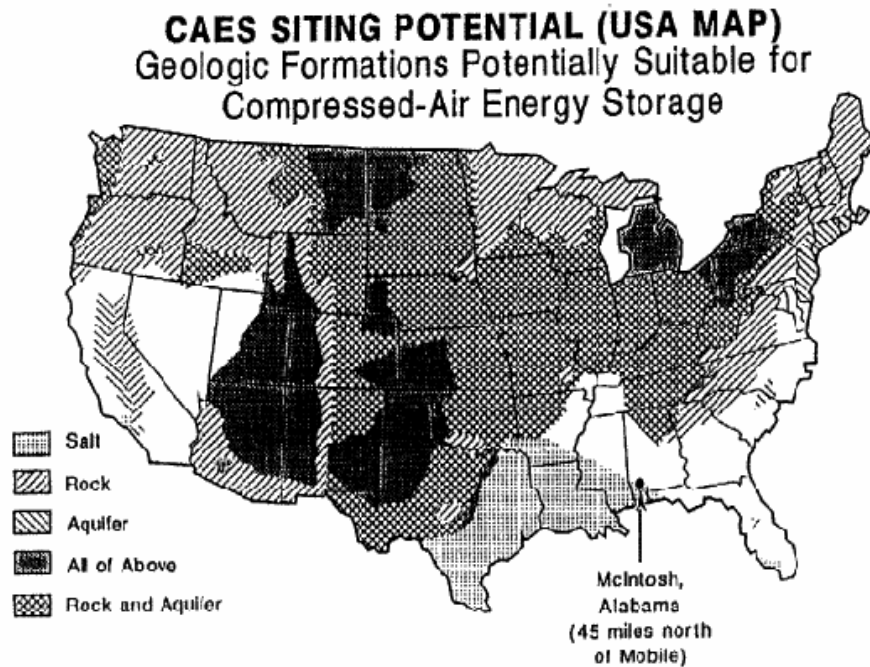 CAES SITING POTENTIAL (USA MAP)
Geologic Formations Potentially Suitable for
Compressed-Air Energy Storage
Salt
Rock
Aquifer
All of Above
Rock and Aquifer
McIntosh,
Alabama
(45 miles north
of Mobile)